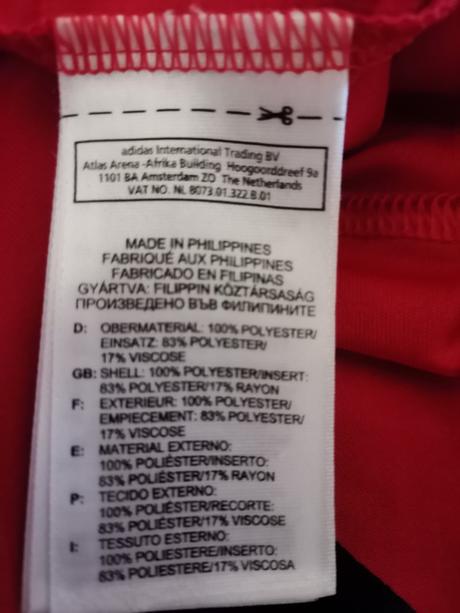 adidas International Trading BV
Atlas Arena -Afrika Building Hoogoorddreef 9a
1101 BA Amsterdam ZO The Netherlands
VAT NO. NL 8073.01.322.B.01
MADE IN PHILIPPINES
FABRIQUÉ AUX PHILIPPINES
FABRICADO EN FILIPINAS
GYÁRTVA: FILIPPIN KÖZTÁRSASÁG
ПРОИЗВЕДЕНО ВЪВ ФИЛИПИНИТЕ
D: OBERMATERIAL: 100% POLYESTER/
EINSATZ: 83% POLYESTER/
17% VISCOSE
GB: SHELL: 100% POLYESTER/INSERT:
83% POLYESTER/17% RAYON
F: EXTERIEUR: 100% POLYESTER/
EMPIECEMENT: 83% POLYESTER/
17% VISCOSE
E: MATERIAL EXTERNO:
100% POLIÉSTER/INSERTO:
83% POLIÉSTER/17% RAYON
P: TECIDO EXTERNO:
100% POLIÉSTER/RECORTE:
83% POLIÉSTER/17% VISCOSE
I: TESSUTO ESTERNO:
100% POLIESTERE/INSERTO:
83% POLIESTERE/17% VISCOSA